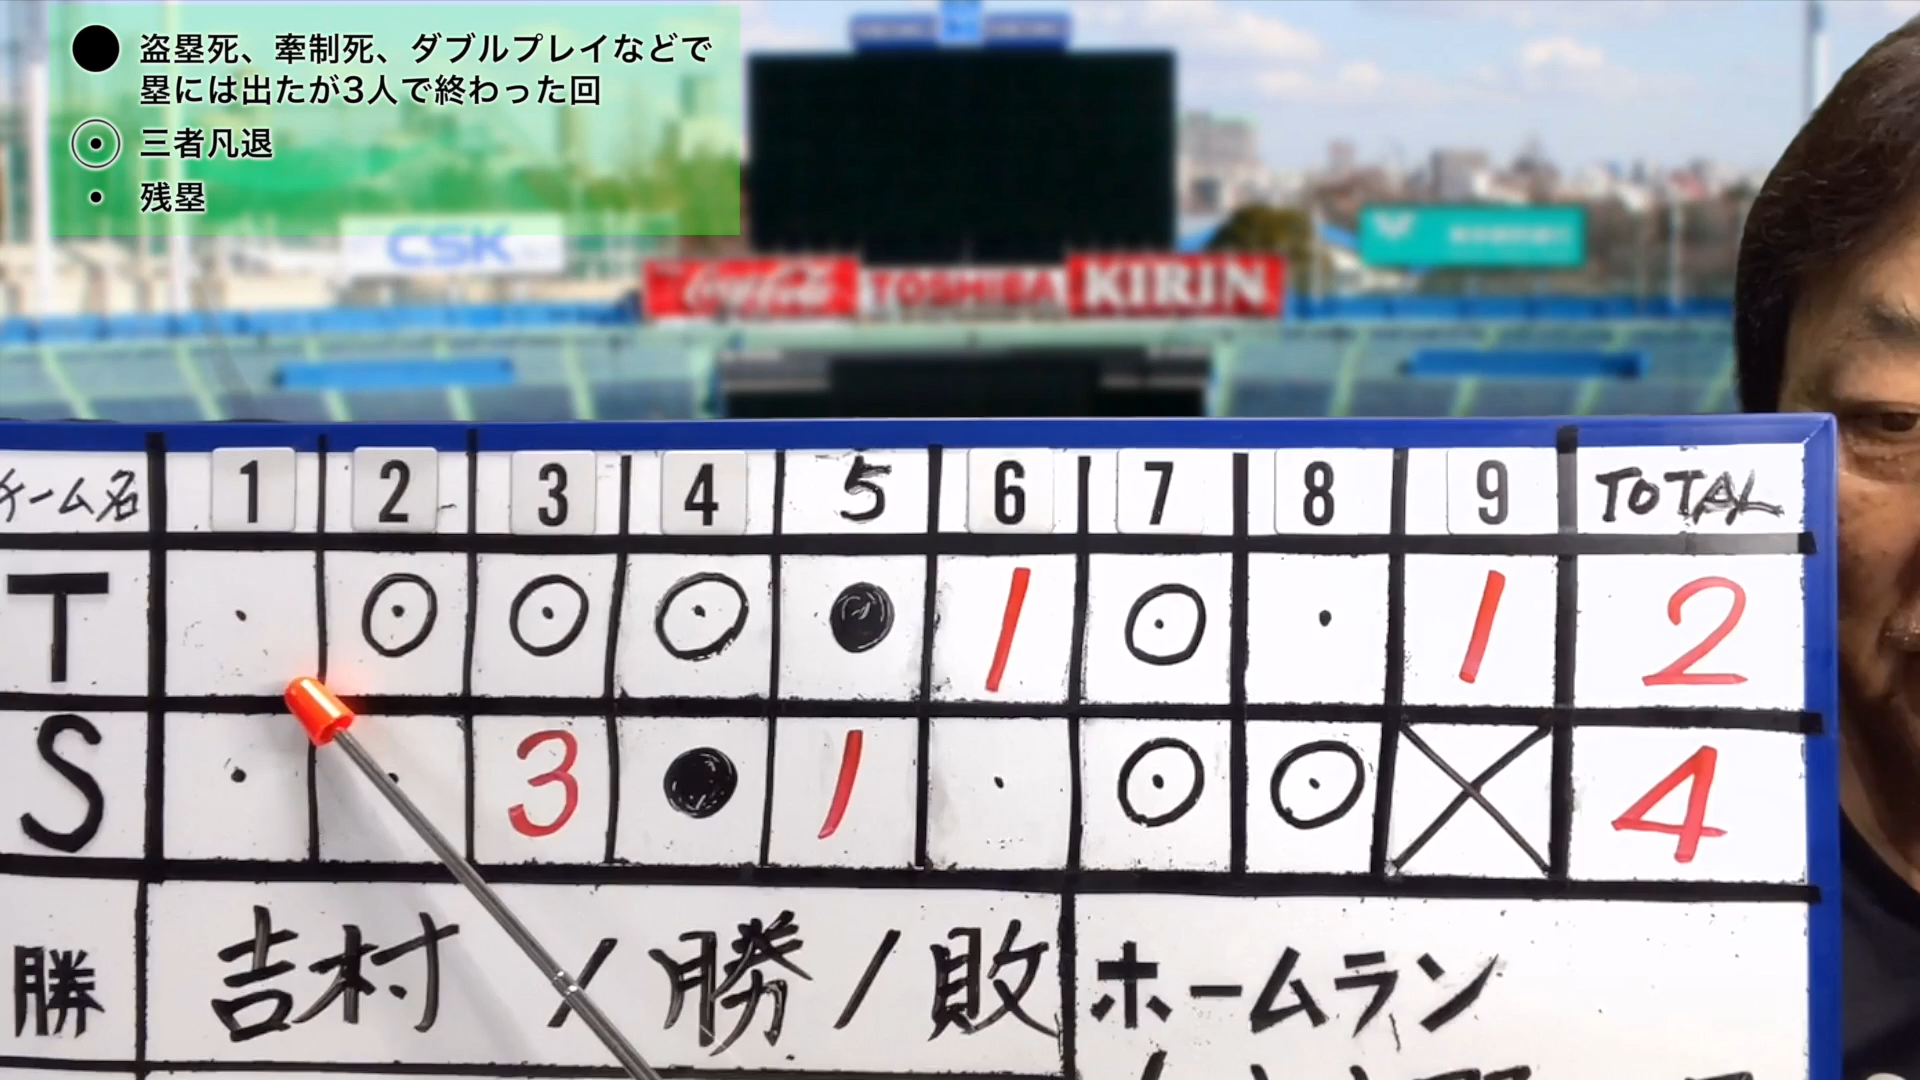 ● 盗塁死、牽制死、ダブルプレイなどで
塁には出たが3人で終わった回
三者凡退
・ 残塁
CSK
Coca-Cola TOSHIBA KIRIN
チーム名 1 2 3 4 5 6 7 8 9 TOTAL
T ・ ⊙ ⊙ ⊙ ● 1 ⊙ ・ 1 2
S ・ ・ 3 ● 1 ・ ⊙ ⊙ X 4
勝 吉村 / 勝 / 敗 ホームラン